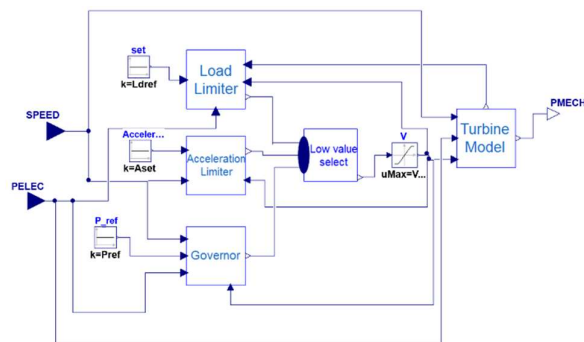 set
k=Ldref
Load
Limiter
SPEED
PMECH
Acceler...
k=Aset
Acceleration
Limiter
Low value
select
V
uMax=V...
Turbine
Model
PELEC
P_ref
k=Pref
Governor